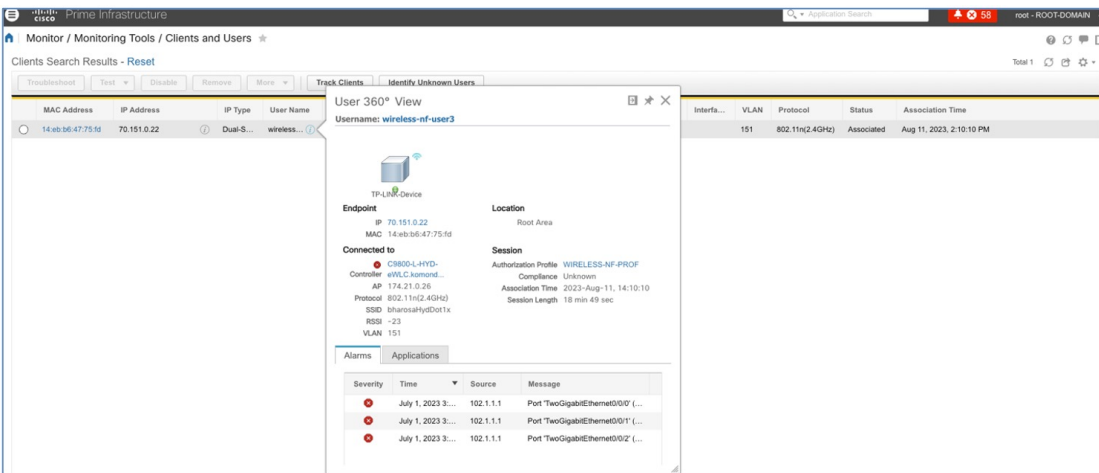 CISCO Prime Infrastructure
Application Search
58
root - ROOT-DOMAIN
Monitor / Monitoring Tools / Clients and Users
Clients Search Results - Reset
Total 1
Troubleshoot Test Disable Remove More Track Clients Identify Unknown Users
MAC Address IP Address IP Type User Name Interfa... VLAN Protocol Status Association Time
14:eb:b6:47:75:fd 70.151.0.22 Dual-S... wireless... 151 802.11n(2.4GHz) Associated Aug 11, 2023, 2:10:10 PM
User 360° View
Username: wireless-nf-user3
TP-LINK-Device
Endpoint
IP 70.151.0.22
MAC 14:eb:b6:47:75:fd
Location
Root Area
Connected to
C9800-L-HYD-
Controller eWLC.komond...
AP 174.21.0.26
Protocol 802.11n(2.4GHz)
SSID bharosaHydDot1x
RSSI -23
VLAN 151
Session
Authorization Profile WIRELESS-NF-PROF
Compliance Unknown
Association Time 2023-Aug-11, 14:10:10
Session Length 18 min 49 sec
Alarms Applications
Severity Time Source Message
July 1, 2023 3:... 102.1.1.1 Port 'TwoGigabitEthernet0/0/0' (...
July 1, 2023 3:... 102.1.1.1 Port 'TwoGigabitEthernet0/0/1' (...
July 1, 2023 3:... 102.1.1.1 Port 'TwoGigabitEthernet0/0/2' (...